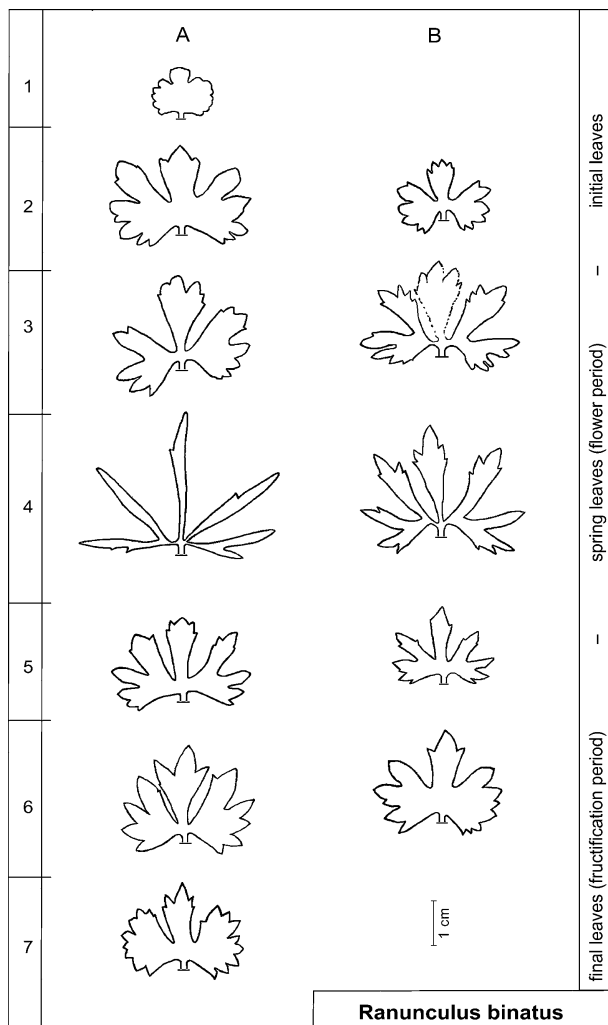 A B
1
2
3
4
5
6
7
initial leaves
–
spring leaves (flower period)
–
final leaves (fructification period)
1 cm
Ranunculus binatus